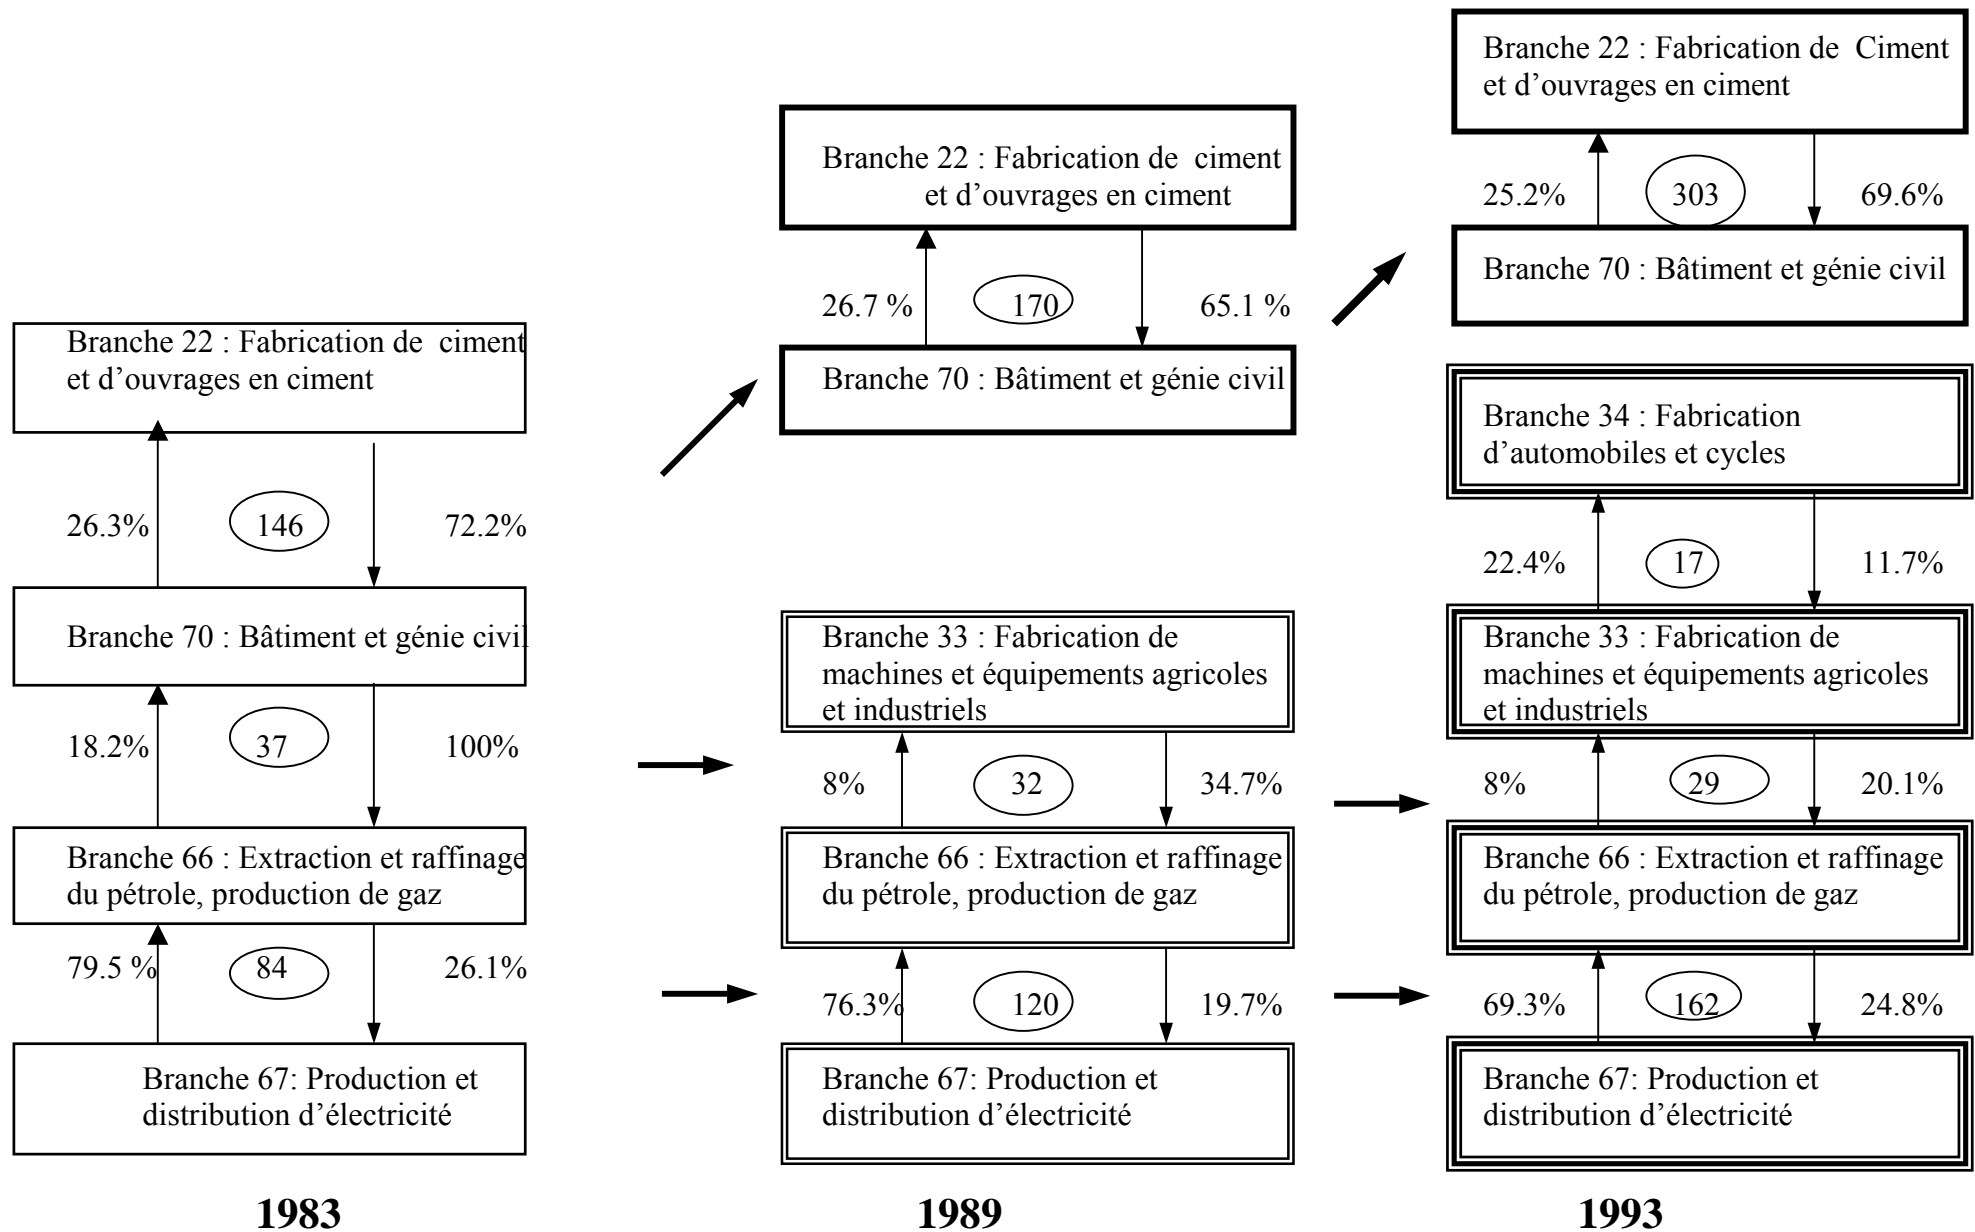 Branche 22 : Fabrication de ciment
et d’ouvrages en ciment
26.3%
146
72.2%
Branche 70 : Bâtiment et génie civil
18.2%
37
100%
Branche 66 : Extraction et raffinage
du pétrole, production de gaz
79.5 %
84
26.1%
Branche 67: Production et
distribution d’électricité
1983
Branche 22 : Fabrication de ciment
et d’ouvrages en ciment
26.7 %
170
65.1 %
Branche 70 : Bâtiment et génie civil
Branche 33 : Fabrication de
machines et équipements agricoles
et industriels
8%
32
34.7%
Branche 66 : Extraction et raffinage
du pétrole, production de gaz
76.3%
120
19.7%
Branche 67: Production et
distribution d’électricité
1989
Branche 22 : Fabrication de Ciment
et d’ouvrages en ciment
25.2%
303
69.6%
Branche 70 : Bâtiment et génie civil
Branche 34 : Fabrication
d’automobiles et cycles
22.4%
17
11.7%
Branche 33 : Fabrication de
machines et équipements agricoles
et industriels
8%
29
20.1%
Branche 66 : Extraction et raffinage
du pétrole, production de gaz
69.3%
162
24.8%
Branche 67: Production et
distribution d’électricité
1993